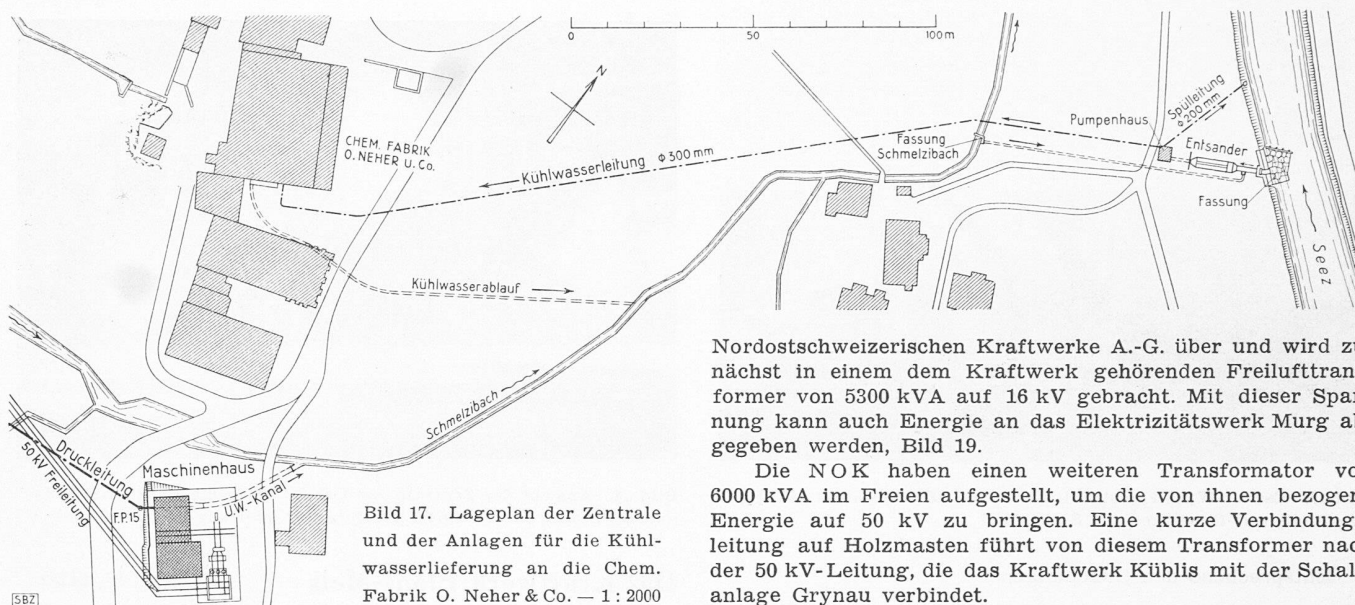 0 50 100 m
N
CHEM. FABRIK
O. NEHER U. Co.
Kühlwasserleitung ϕ 300 mm
Fassung
Schmelzibach
Pumpenhaus
Spülleitung
ϕ 200 mm
Entsander
Fassung
Seez
Kühlwasserablauf
Schmelzibach
Druckleitung
50 kV Freileitung
Maschinenhaus
F.P.15
U.W.-Kanal
SBZ
Bild 17. Lageplan der Zentrale
und der Anlagen für die Kühl-
wasserlieferung an die Chem.
Fabrik O. Neher & Co. — 1 : 2000
Nordostschweizerischen Kraftwerke A.-G. über und wird zu
nächst in einem dem Kraftwerk gehörenden Freilufttran
former von 5300 kVA auf 16 kV gebracht. Mit dieser Span
nung kann auch Energie an das Elektrizitätswerk Murg ab
gegeben werden, Bild 19.
Die NOK haben einen weiteren Transformator vo
6000 kVA im Freien aufgestellt, um die von ihnen bezogen
Energie auf 50 kV zu bringen. Eine kurze Verbindung
leitung auf Holzmasten führt von diesem Transformer nac
der 50 kV-Leitung, die das Kraftwerk Küblis mit der Schal
anlage Grynau verbindet.